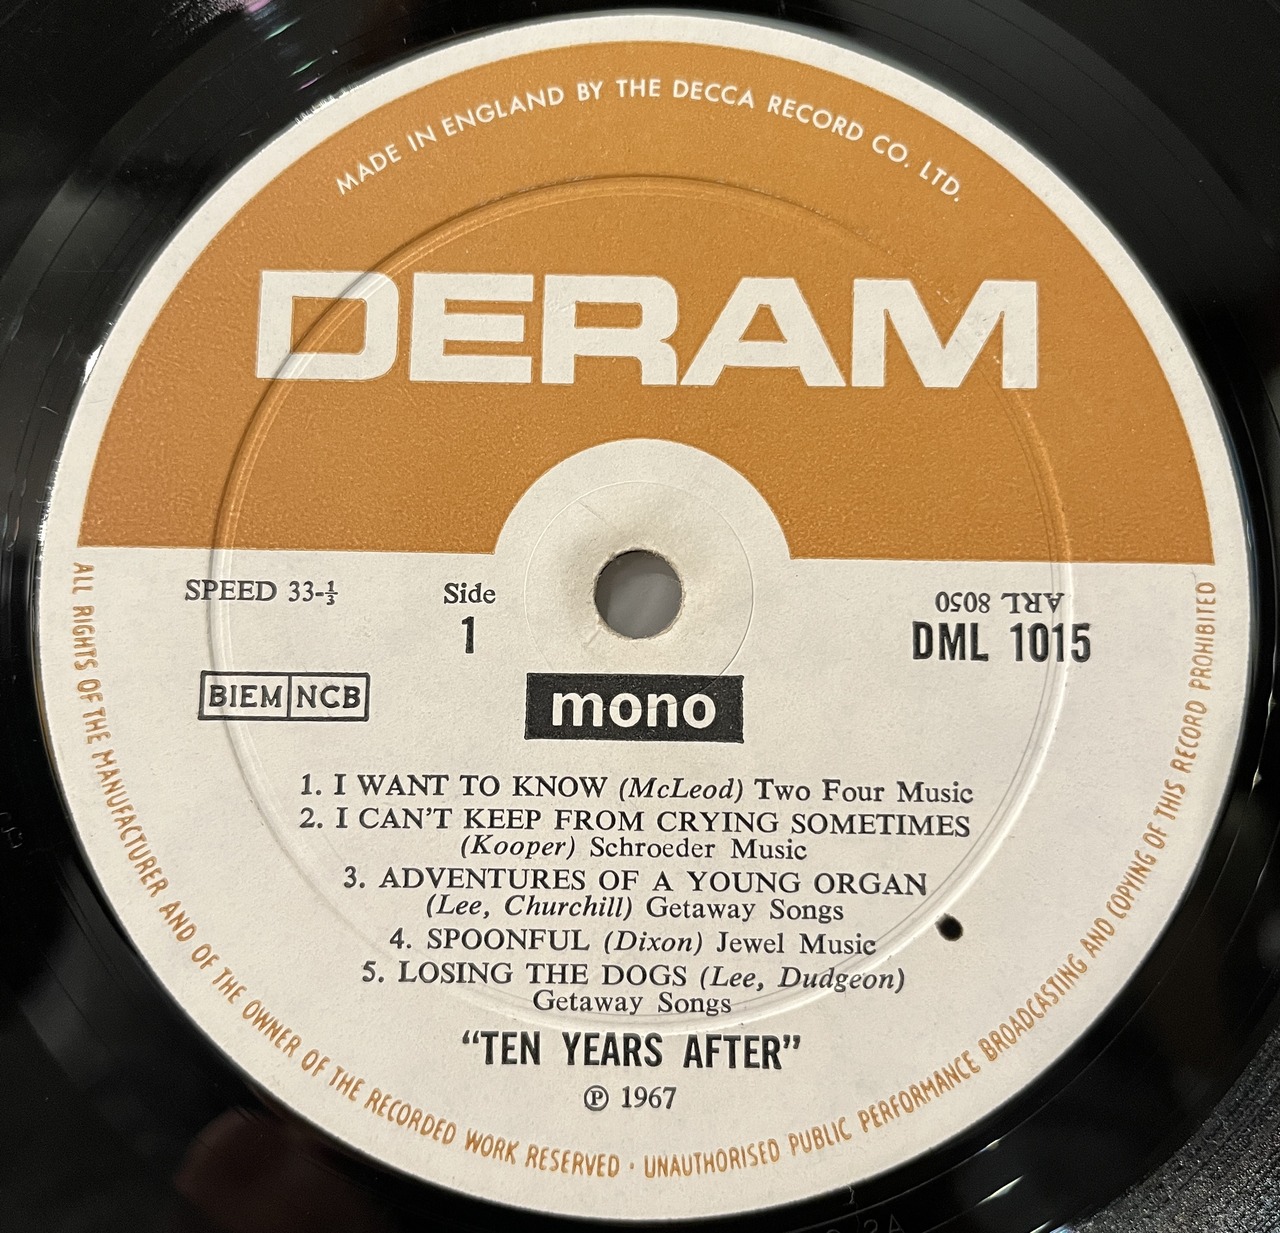 MADE IN ENGLAND BY THE DECCA RECORD CO. LTD.
DERAM
SPEED 33-⅓
Side
1
ARL 8050
DML 1015
BIEM NCB
mono
1. I WANT TO KNOW (McLeod) Two Four Music
2. I CAN'T KEEP FROM CRYING SOMETIMES
(Kooper) Schroeder Music
3. ADVENTURES OF A YOUNG ORGAN
(Lee, Churchill) Getaway Songs
4. SPOONFUL (Dixon) Jewel Music
5. LOSING THE DOGS (Lee, Dudgeon)
Getaway Songs
“TEN YEARS AFTER”
℗ 1967
ALL RIGHTS OF THE MANUFACTURER AND OF THE OWNER OF THE RECORDED WORK RESERVED · UNAUTHORISED PUBLIC PERFORMANCE BROADCASTING AND COPYING OF THIS RECORD PROHIBITED